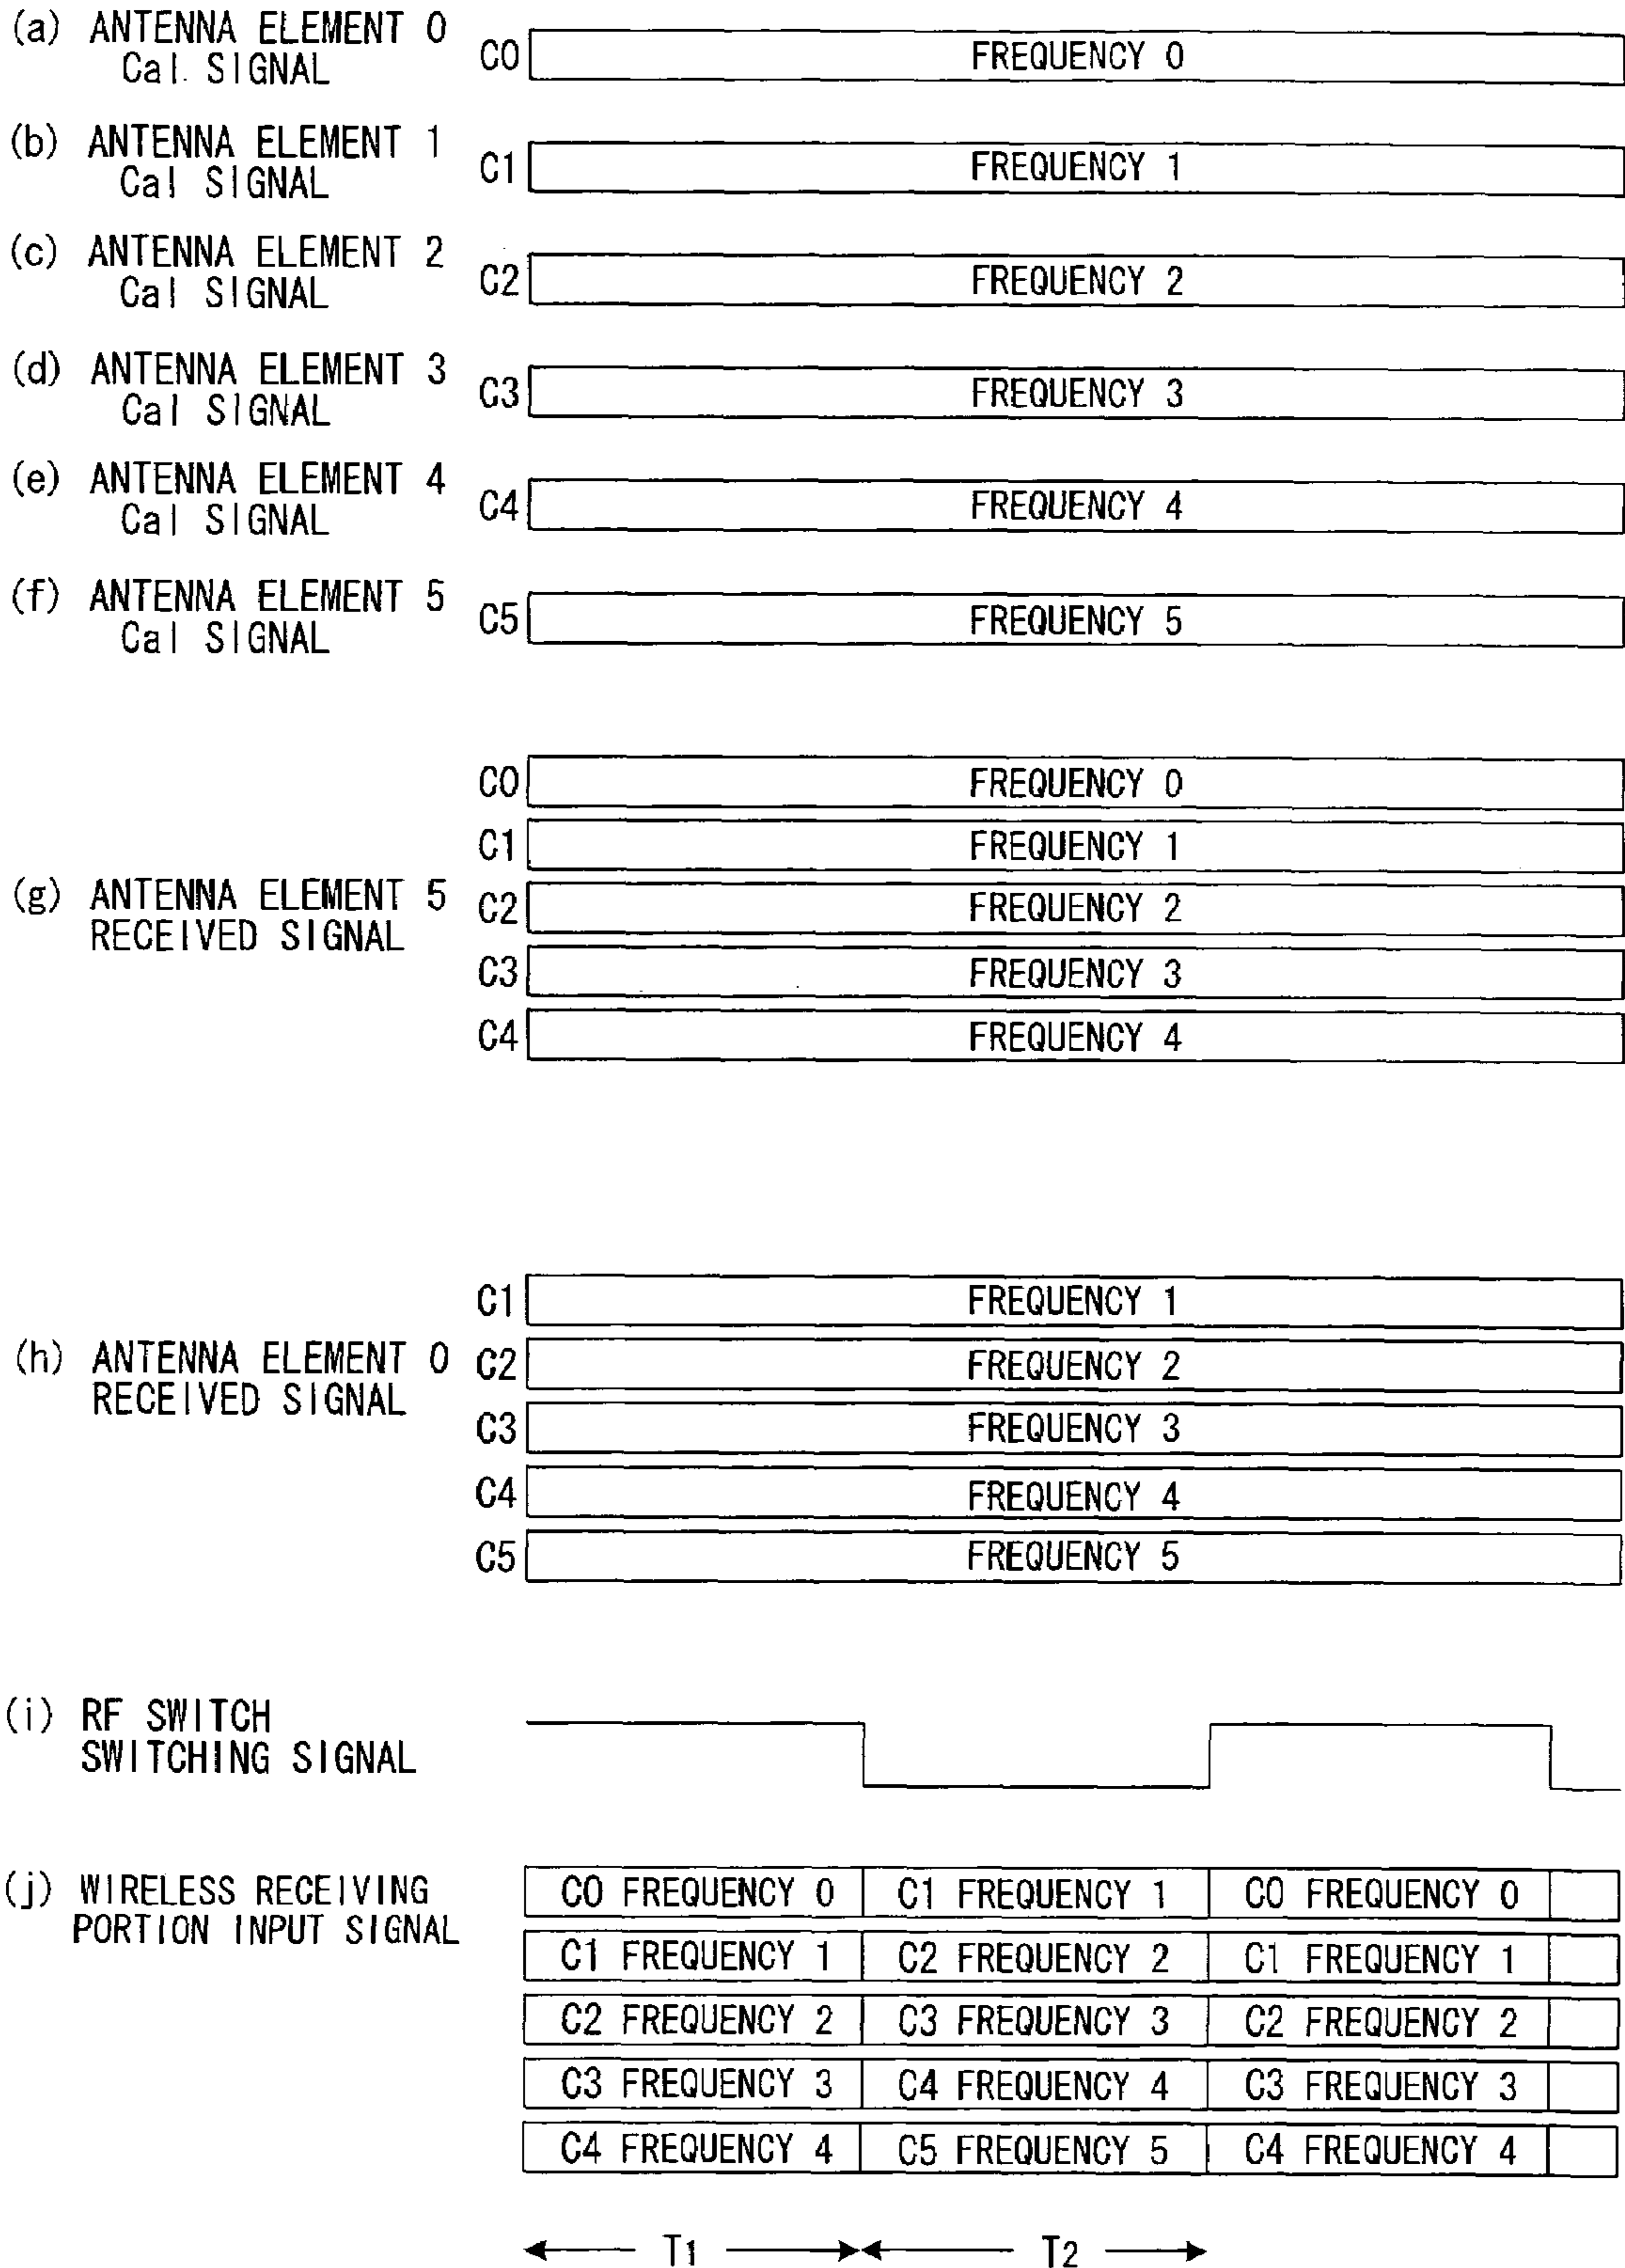 (a) ANTENNA ELEMENT 0
Cal. SIGNAL
C0 FREQUENCY 0
(b) ANTENNA ELEMENT 1
Cal SIGNAL
C1 FREQUENCY 1
(c) ANTENNA ELEMENT 2
Cal SIGNAL
C2 FREQUENCY 2
(d) ANTENNA ELEMENT 3
Cal SIGNAL
C3 FREQUENCY 3
(e) ANTENNA ELEMENT 4
Cal SIGNAL
C4 FREQUENCY 4
(f) ANTENNA ELEMENT 5
Cal SIGNAL
C5 FREQUENCY 5
(g) ANTENNA ELEMENT 5
RECEIVED SIGNAL
C0 FREQUENCY 0
C1 FREQUENCY 1
C2 FREQUENCY 2
C3 FREQUENCY 3
C4 FREQUENCY 4
(h) ANTENNA ELEMENT 0
RECEIVED SIGNAL
C1 FREQUENCY 1
C2 FREQUENCY 2
C3 FREQUENCY 3
C4 FREQUENCY 4
C5 FREQUENCY 5
(i) RF SWITCH
SWITCHING SIGNAL
(j) WIRELESS RECEIVING
PORTION INPUT SIGNAL
C0 FREQUENCY 0 C1 FREQUENCY 1 C0 FREQUENCY 0
C1 FREQUENCY 1 C2 FREQUENCY 2 C1 FREQUENCY 1
C2 FREQUENCY 2 C3 FREQUENCY 3 C2 FREQUENCY 2
C3 FREQUENCY 3 C4 FREQUENCY 4 C3 FREQUENCY 3
C4 FREQUENCY 4 C5 FREQUENCY 5 C4 FREQUENCY 4
T1 T2